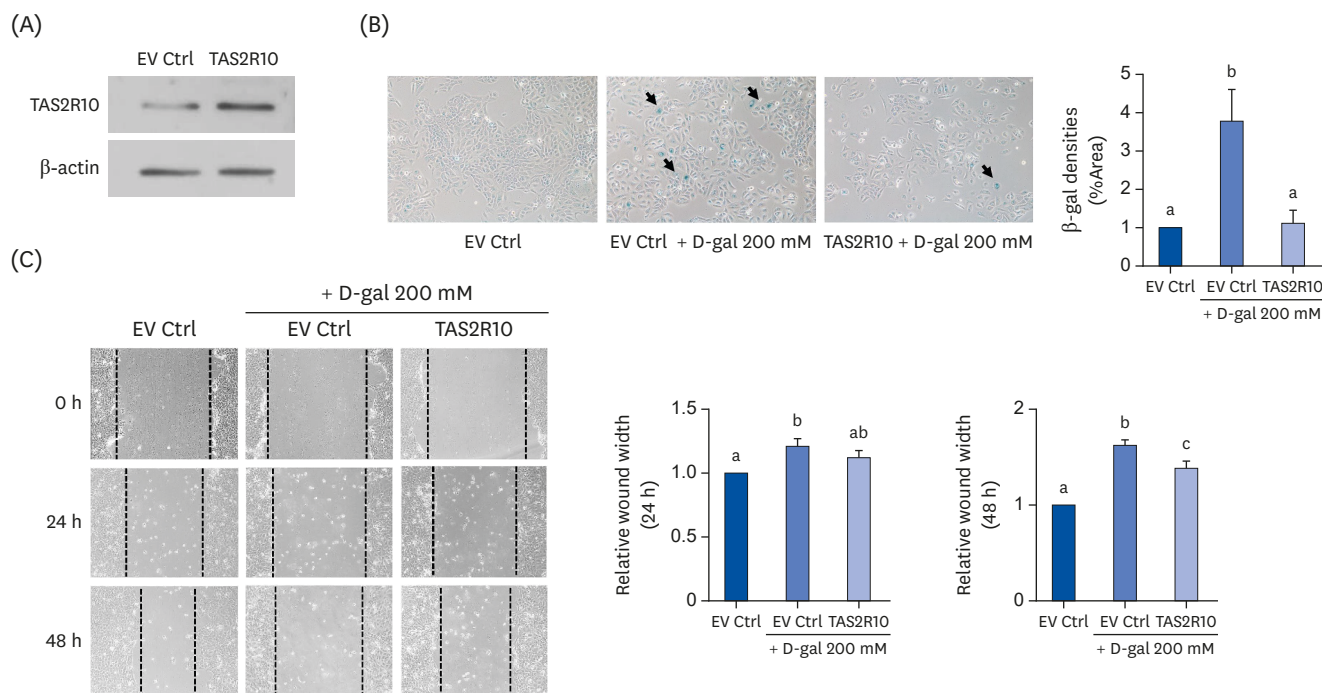 (A)
EV Ctrl TAS2R10
TAS2R10
β-actin
(B)
EV Ctrl
EV Ctrl + D-gal 200 mM
TAS2R10 + D-gal 200 mM
β-gal densities
(%Area)
5
4
3
2
1
0
a
b
a
EV Ctrl
EV Ctrl TAS2R10
+ D-gal 200 mM
(C)
+ D-gal 200 mM
EV Ctrl
EV Ctrl
TAS2R10
0 h
24 h
48 h
Relative wound width
(24 h)
1.5
1.0
0.5
0
a
b
ab
EV Ctrl
EV Ctrl TAS2R10
+ D-gal 200 mM
Relative wound width
(48 h)
2
1
0
a
b
c
EV Ctrl
EV Ctrl TAS2R10
+ D-gal 200 mM